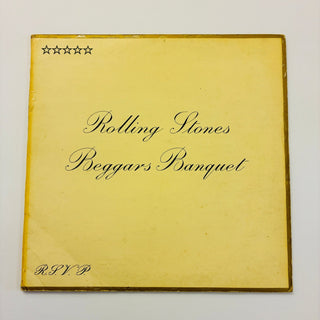 ☆☆☆☆☆
Rolling Stones
Beggars Banquet
R.S.V.P